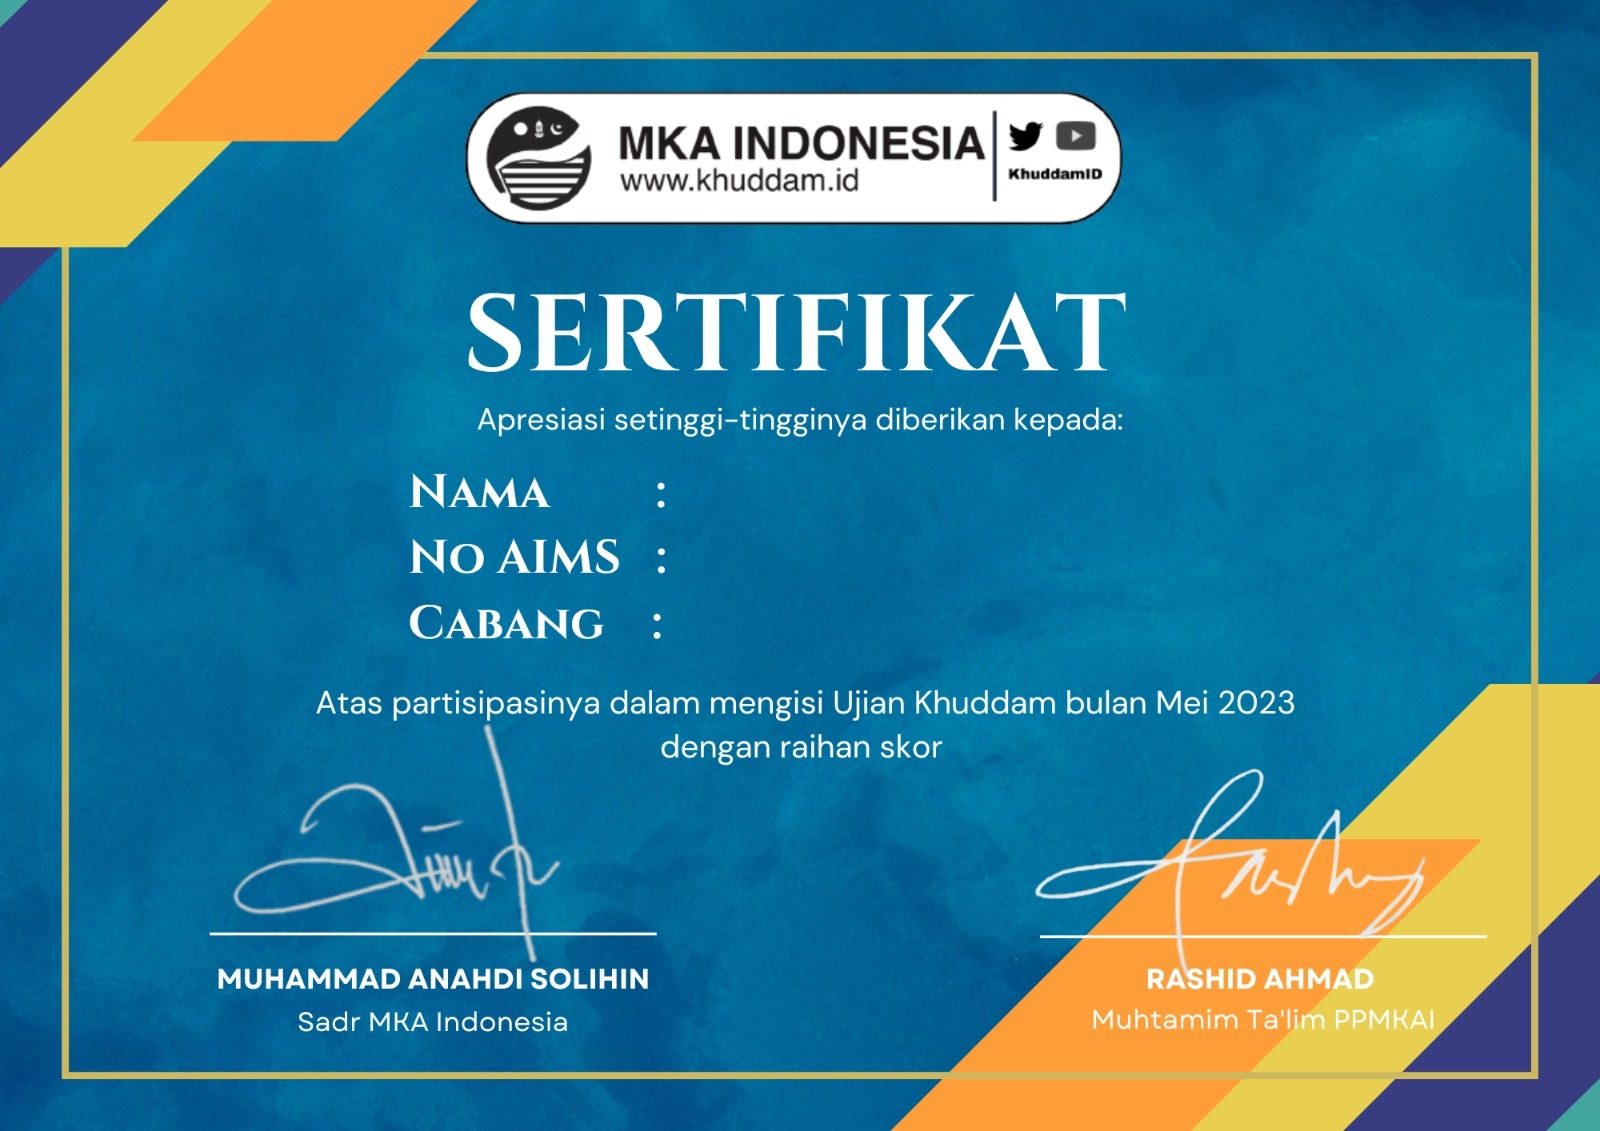 MKA INDONESIA
www.khuddam.id
KhuddamID
SERTIFIKAT
Apresiasi setinggi-tingginya diberikan kepada:
NAMA :
NO AIMS :
CABANG :
Atas partisipasinya dalam mengisi Ujian Khuddam bulan Mei 2023
dengan raihan skor
MUHAMMAD ANAHDI SOLIHIN
Sadr MKA Indonesia
RASHID AHMAD
Muhtamim Ta'lim PPMKAI